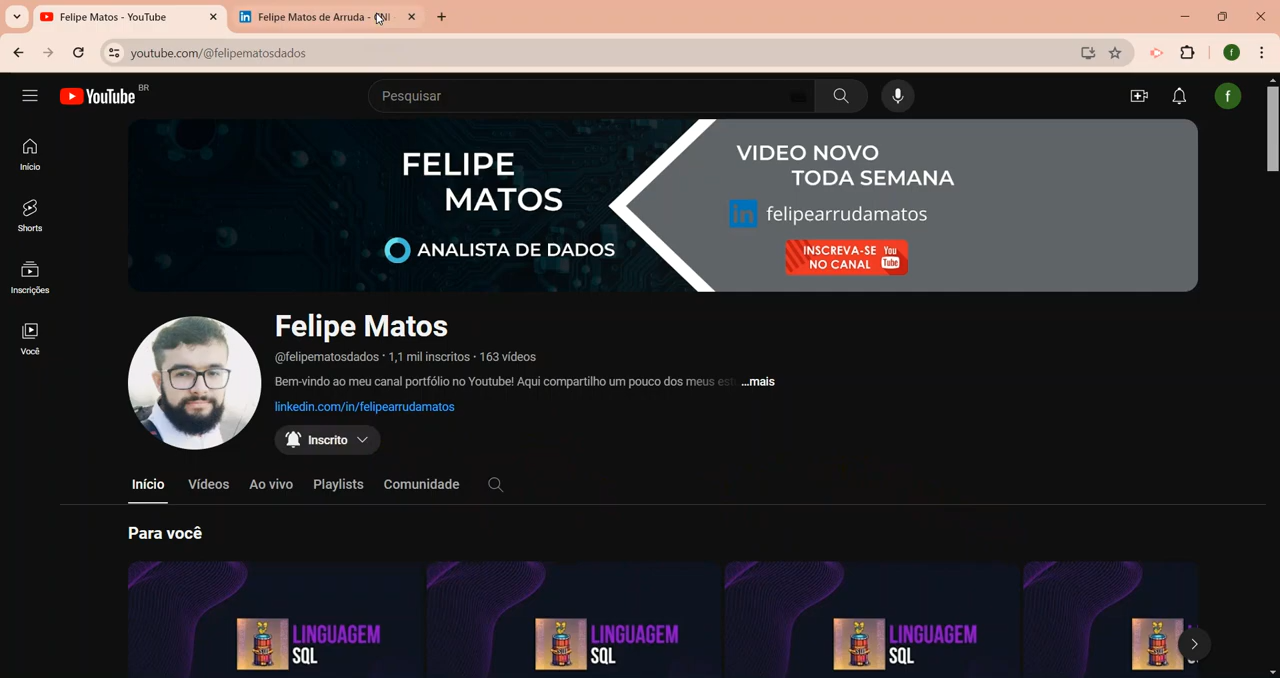 Felipe Matos - YouTube
Felipe Matos de Arruda -
youtube.com/@felipematosdados
f
YouTube BR
Pesquisar
f
Início
Shorts
Inscrições
Você
FELIPE
MATOS
ANALISTA DE DADOS
VIDEO NOVO
TODA SEMANA
in felipearrudamatos
INSCREVA-SE
NO CANAL
You
Tube
Felipe Matos
@felipematosdados · 1,1 mil inscritos · 163 vídeos
Bem-vindo ao meu canal portfólio no Youtube! Aqui compartilho um pouco dos meus ...mais
linkedin.com/in/felipearrudamatos
Inscrito
Início Vídeos Ao vivo Playlists Comunidade
Para você
LINGUAGEM
SQL
LINGUAGEM
SQL
LINGUAGEM
SQL
SQL